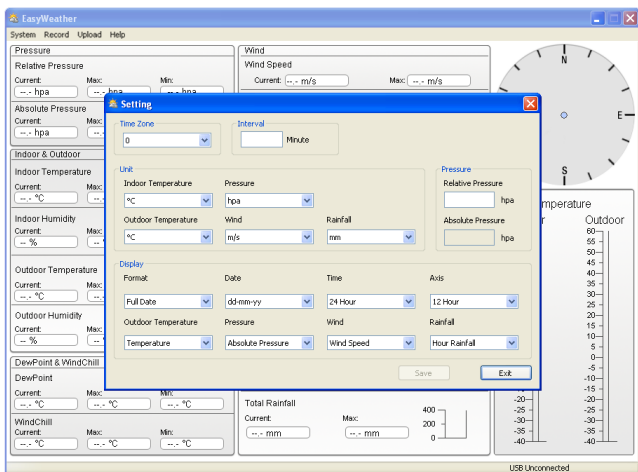 EasyWeather
System Record Upload Help
Pressure
Relative Pressure
Current: Max: Min:
--.- hpa --.- hpa --.- hpa
Absolute Pressure
Current: Max:
--.- hpa
Indoor & Outdoor
Indoor Temperature
Current: Max:
--.- °C
Indoor Humidity
Current: Max:
-- %
Outdoor Temperature
Current: Max:
--.- °C
Outdoor Humidity
Current: Max:
-- %
DewPoint & WindChill
DewPoint
Current: Max: Min:
--.- °C --.- °C --.- °C
WindChill
Current: Max: Min:
--.- °C --.- °C --.- °C
Wind
Wind Speed
Current: --.- m/s Max: --.- m/s
N
E
S
Setting
Time Zone
0
Interval
Minute
Unit
Indoor Temperature Pressure
°C hpa
Outdoor Temperature Wind Rainfall
°C m/s mm
Pressure
Relative Pressure
hpa
Absolute Pressure
hpa
Display
Format Date Time Axis
Full Date dd-mm-yy 24 Hour 12 Hour
Outdoor Temperature Pressure Wind Rainfall
Temperature Absolute Pressure Wind Speed Hour Rainfall
Save Exit
Total Rainfall
Current: Max:
--.- mm --.- mm
400
200
0
mperature
r Outdoor
60
55
50
45
40
35
30
25
20
15
10
5
0
-5
-10
-15
-20 -20
-25 -25
-30 -30
-35 -35
-40 -40
USB Unconnected